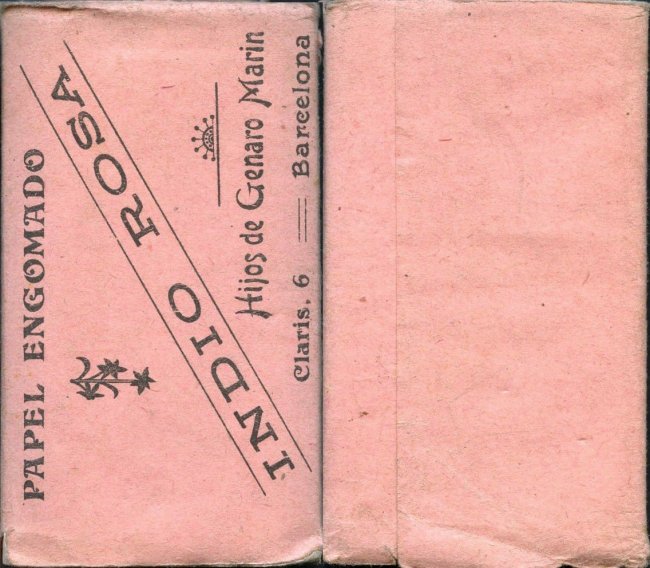 PAPEL ENGOMADO
INDIO ROSA
Hijos de Genaro Marin
Claris, 6 = Barcelona